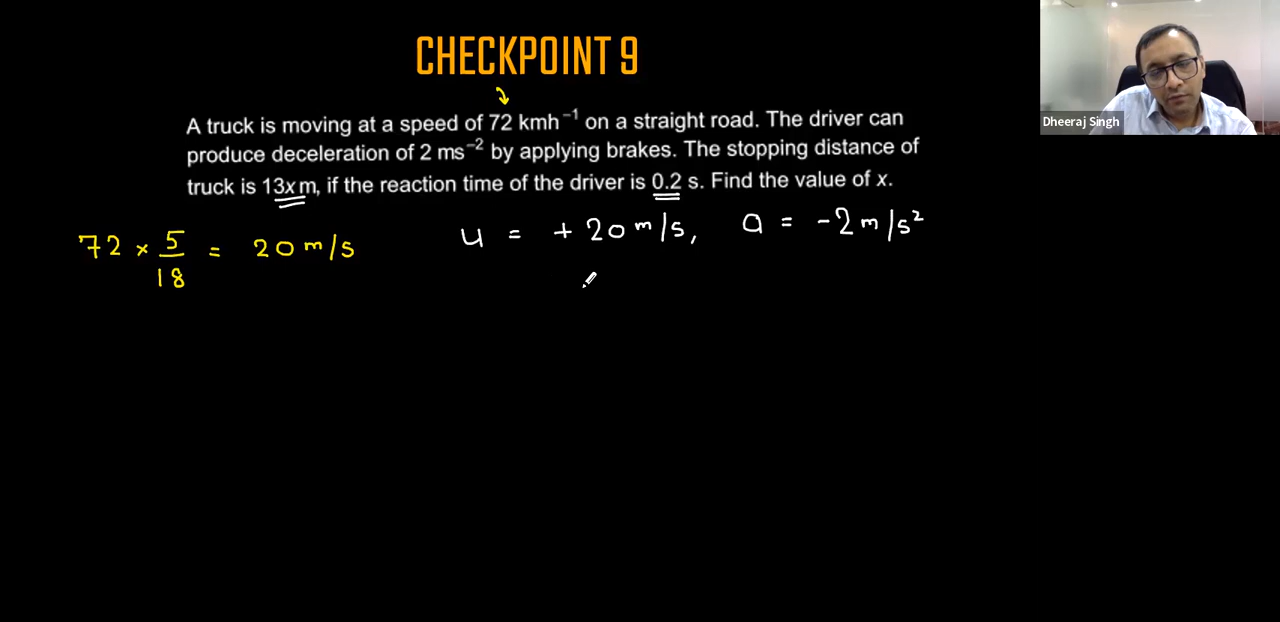 CHECKPOINT 9
A truck is moving at a speed of 72 kmh⁻¹ on a straight road. The driver can
produce deceleration of 2 ms⁻² by applying brakes. The stopping distance of
truck is 13x m, if the reaction time of the driver is 0.2 s. Find the value of x.
72 × 5/18 = 20 m/s
u = + 20 m/s, a = -2 m/s²
Dheeraj Singh